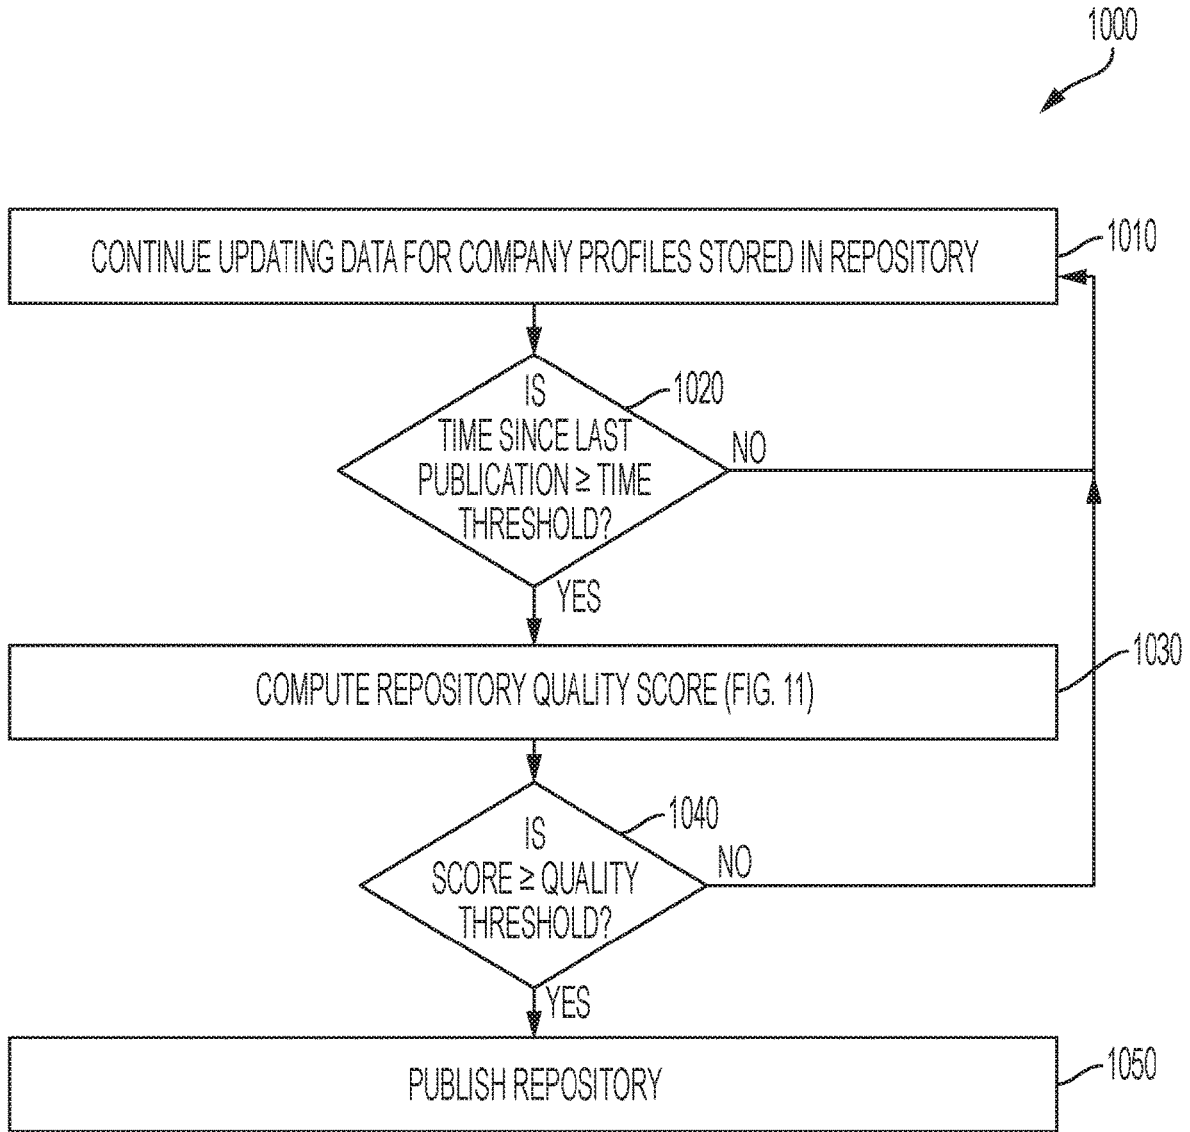 1000
CONTINUE UPDATING DATA FOR COMPANY PROFILES STORED IN REPOSITORY
1010
IS
TIME SINCE LAST
PUBLICATION ≥ TIME
THRESHOLD?
1020
NO
YES
COMPUTE REPOSITORY QUALITY SCORE (FIG. 11)
1030
IS
SCORE ≥ QUALITY
THRESHOLD?
1040
NO
YES
PUBLISH REPOSITORY
1050